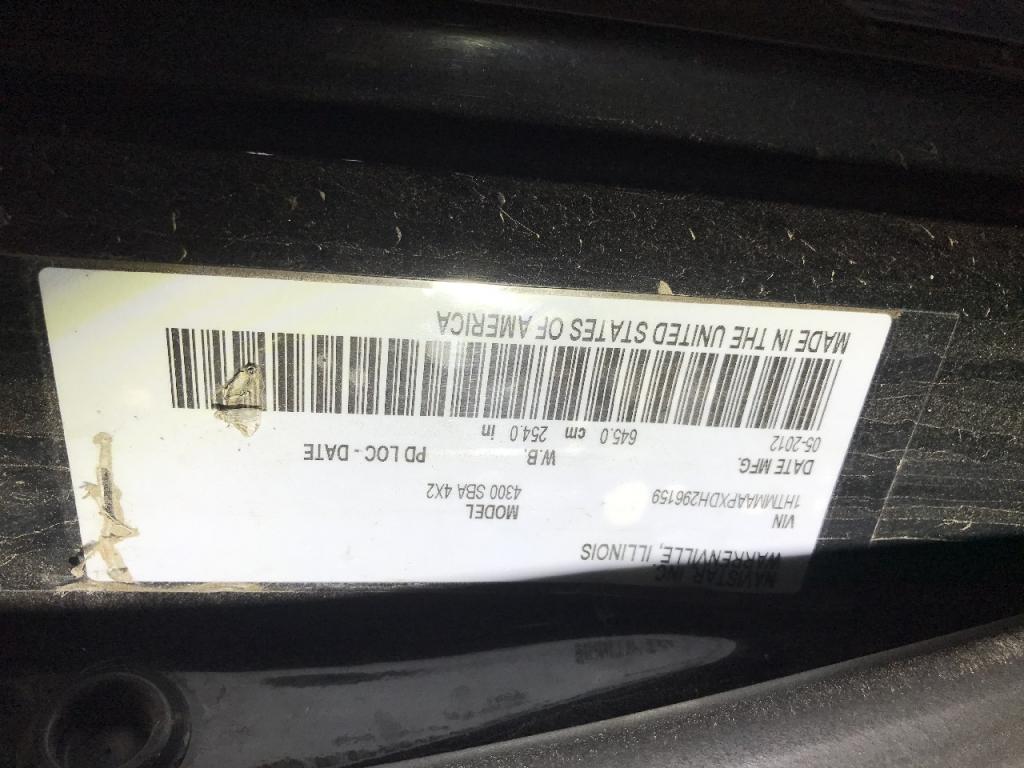 NAVISTAR, INC.
WARRENVILLE, ILLINOIS
VIN MODEL
1HTMMAAPXDH296159 4300 SBA 4X2
DATE MFG. W.B. PD LOC - DATE
05-2012 645.0 cm 254.0 in
MADE IN THE UNITED STATES OF AMERICA